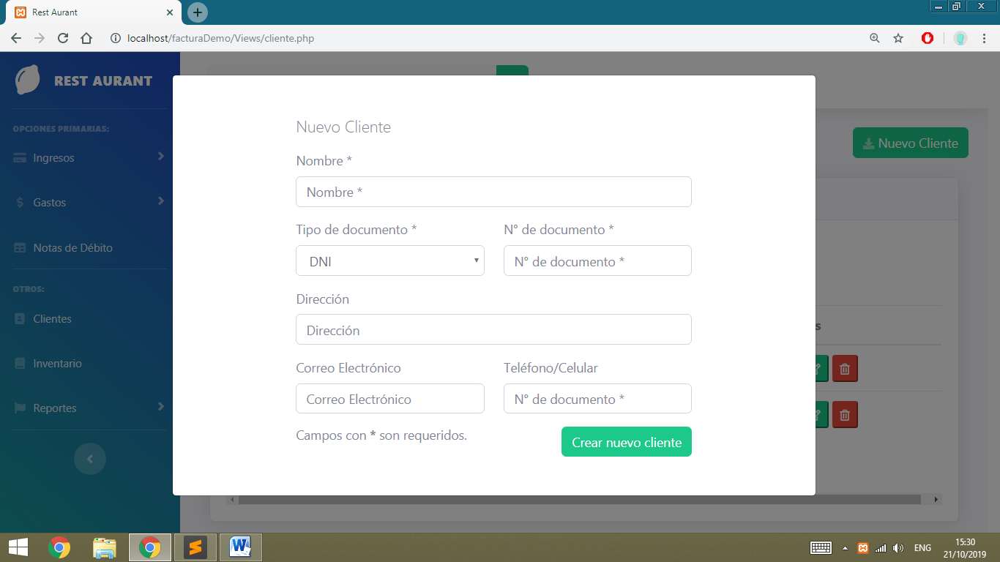 Rest Aurant
localhost/facturaDemo/Views/cliente.php
REST AURANT
OPCIONES PRIMARIAS:
Ingresos
Gastos
Notas de Débito
OTROS:
Clientes
Inventario
Reportes
Nuevo Cliente
Nuevo Cliente
Nombre *
Nombre *
Tipo de documento * N° de documento *
DNI N° de documento *
Dirección
Dirección
Correo Electrónico Teléfono/Celular
Correo Electrónico N° de documento *
Campos con * son requeridos. Crear nuevo cliente
ENG
15:30
21/10/2019